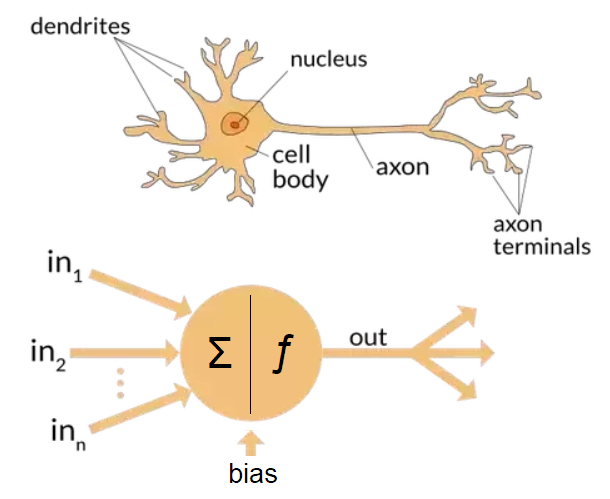 dendrites
nucleus
cell
body
axon
axon
terminals
in1
in2
inn
Σ
f
out
bias